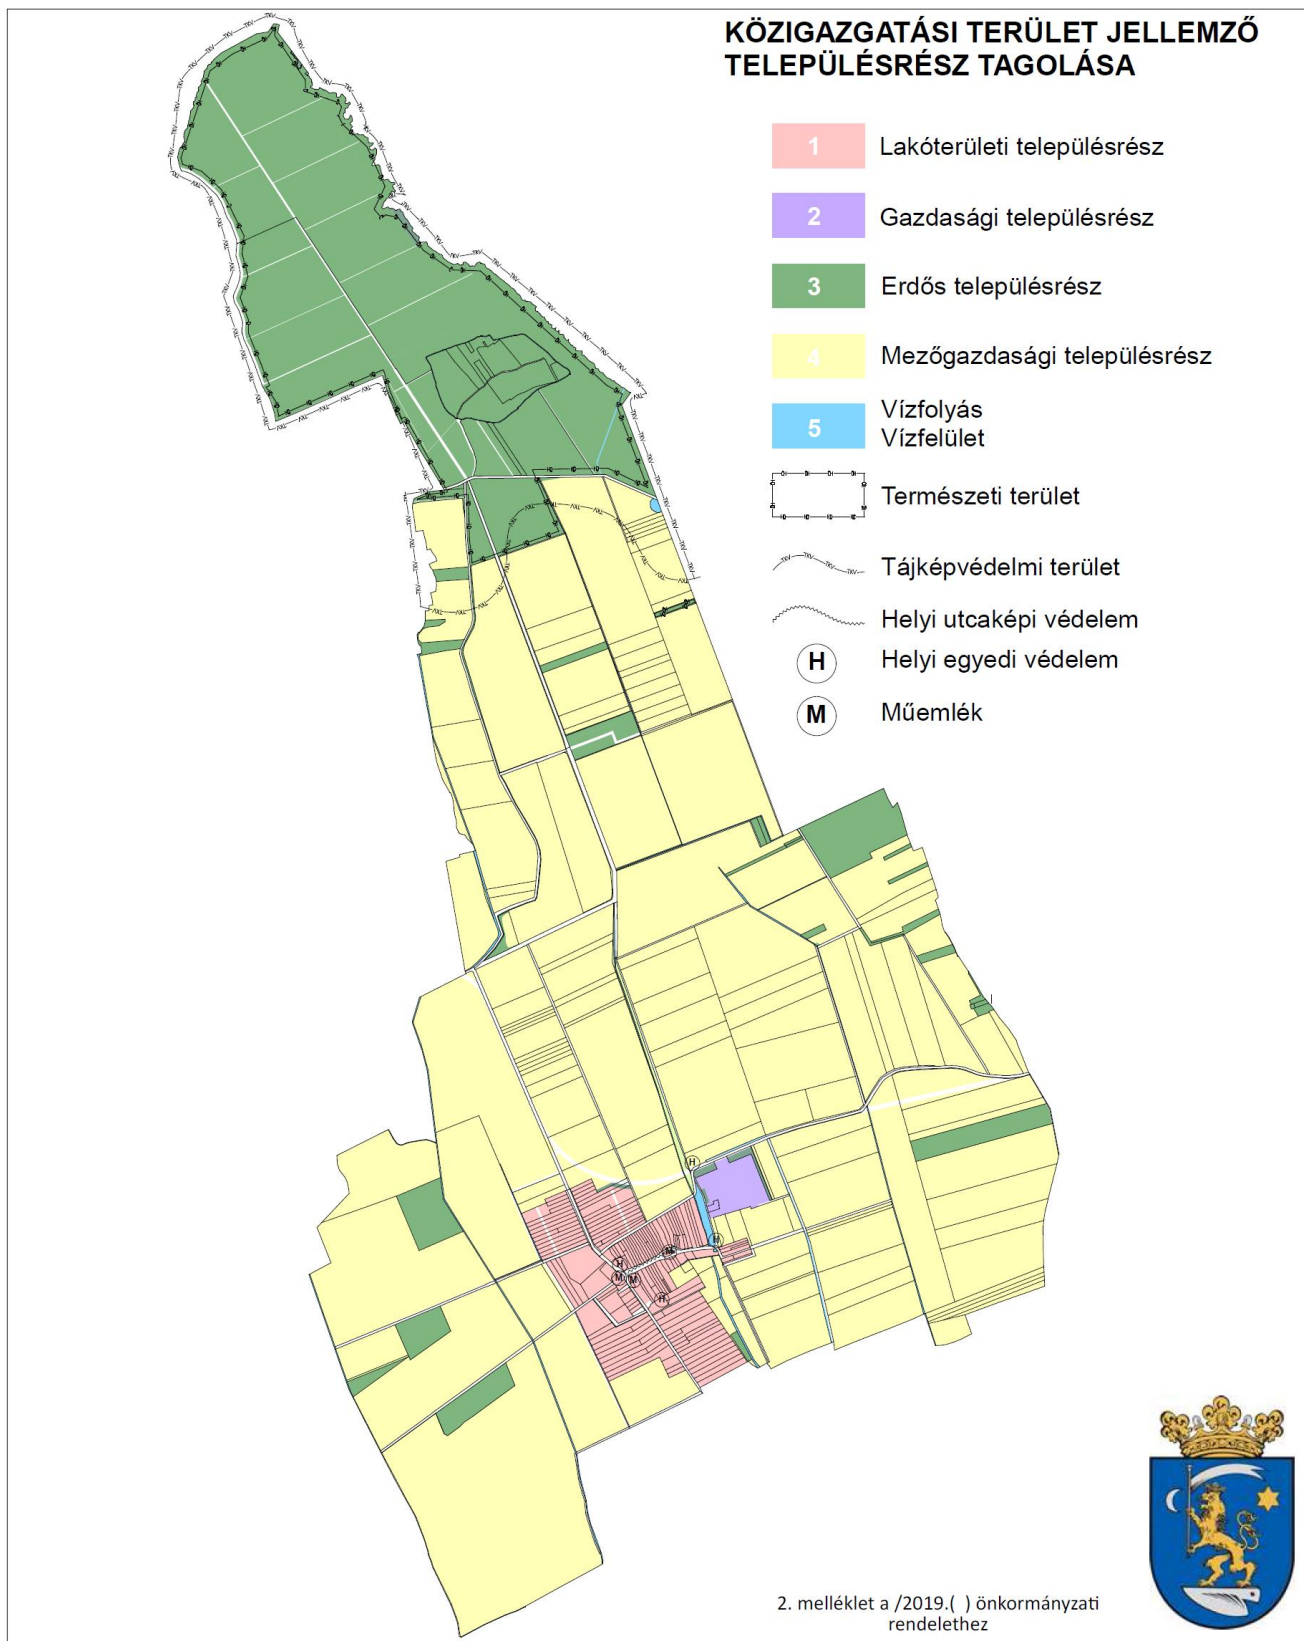 KÖZIGAZGATÁSI TERÜLET JELLEMZŐ
TELEPÜLÉSRÉSZ TAGOLÁSA
1 Lakóterületi településrész
2 Gazdasági településrész
3 Erdős településrész
4 Mezőgazdasági településrész
5 Vízfolyás
Vízfelület
Természeti terület
Tájképvédelmi terület
Helyi utcaképi védelem
H Helyi egyedi védelem
M Műemlék
H
H
H
M
M
M
H
2. melléklet a /2019.( ) önkormányzati
rendelethez